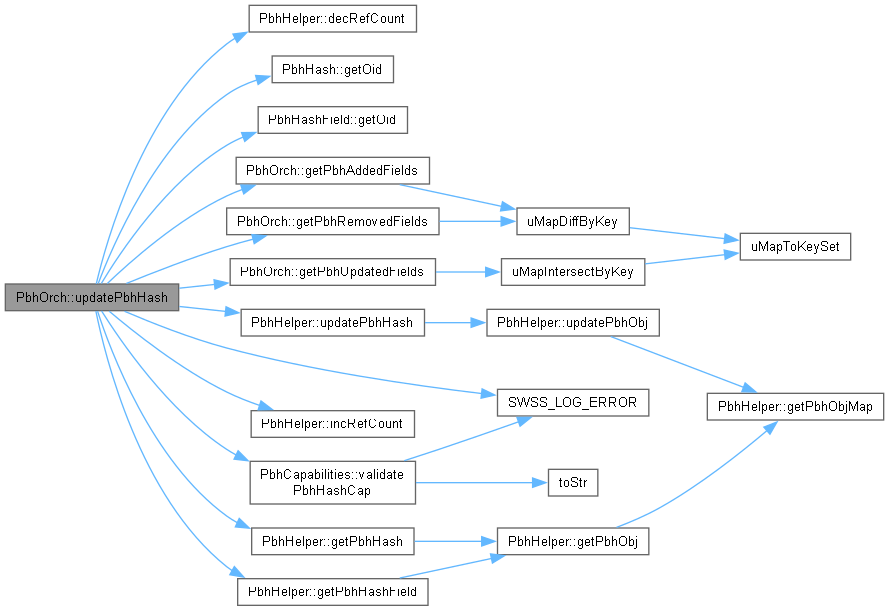 PbhHelper::decRefCount
PbhHash::getOid
PbhHashField::getOid
PbhOrch::getPbhAddedFields
PbhOrch::getPbhRemovedFields
uMapDiffByKey
uMapToKeySet
PbhOrch::getPbhUpdatedFields
uMapIntersectByKey
PbhOrch::updatePbhHash
PbhHelper::updatePbhHash
PbhHelper::updatePbhObj
SWSS_LOG_ERROR
PbhHelper::getPbhObjMap
PbhHelper::incRefCount
PbhCapabilities::validate
PbhHashCap
toStr
PbhHelper::getPbhHash
PbhHelper::getPbhObj
PbhHelper::getPbhHashField